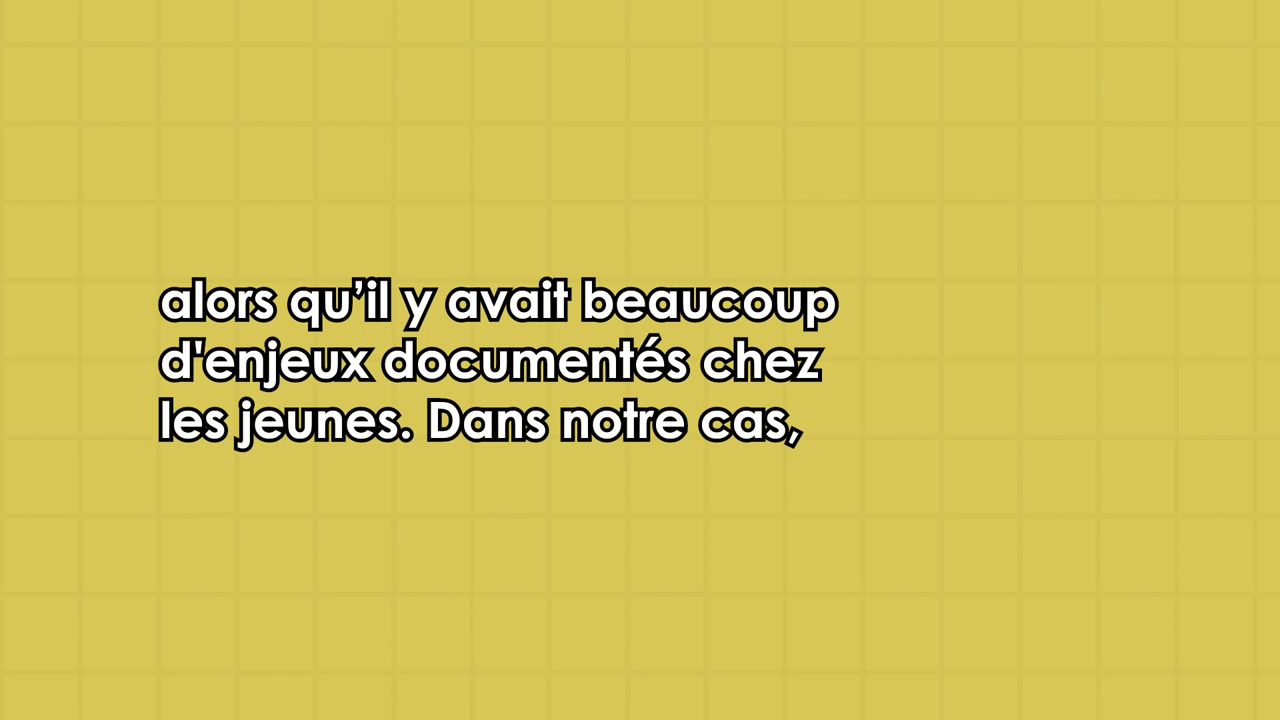 alors qu’il y avait beaucoup
d'enjeux documentés chez
les jeunes. Dans notre cas,